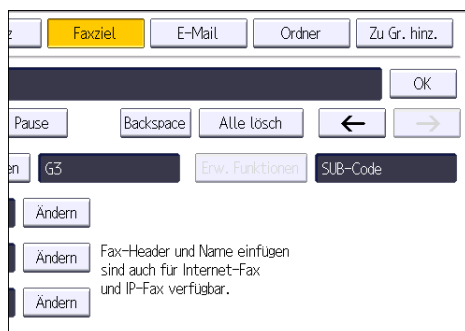 z Faxziel E-Mail Ordner Zu Gr. hinz.
OK
Pause Backspace Alle lösch ← →
en G3 Erw. Funktionen SUB-Code
Ändern
Ändern Fax-Header und Name einfügen
sind auch für Internet-Fax
und IP-Fax verfügbar.
Ändern